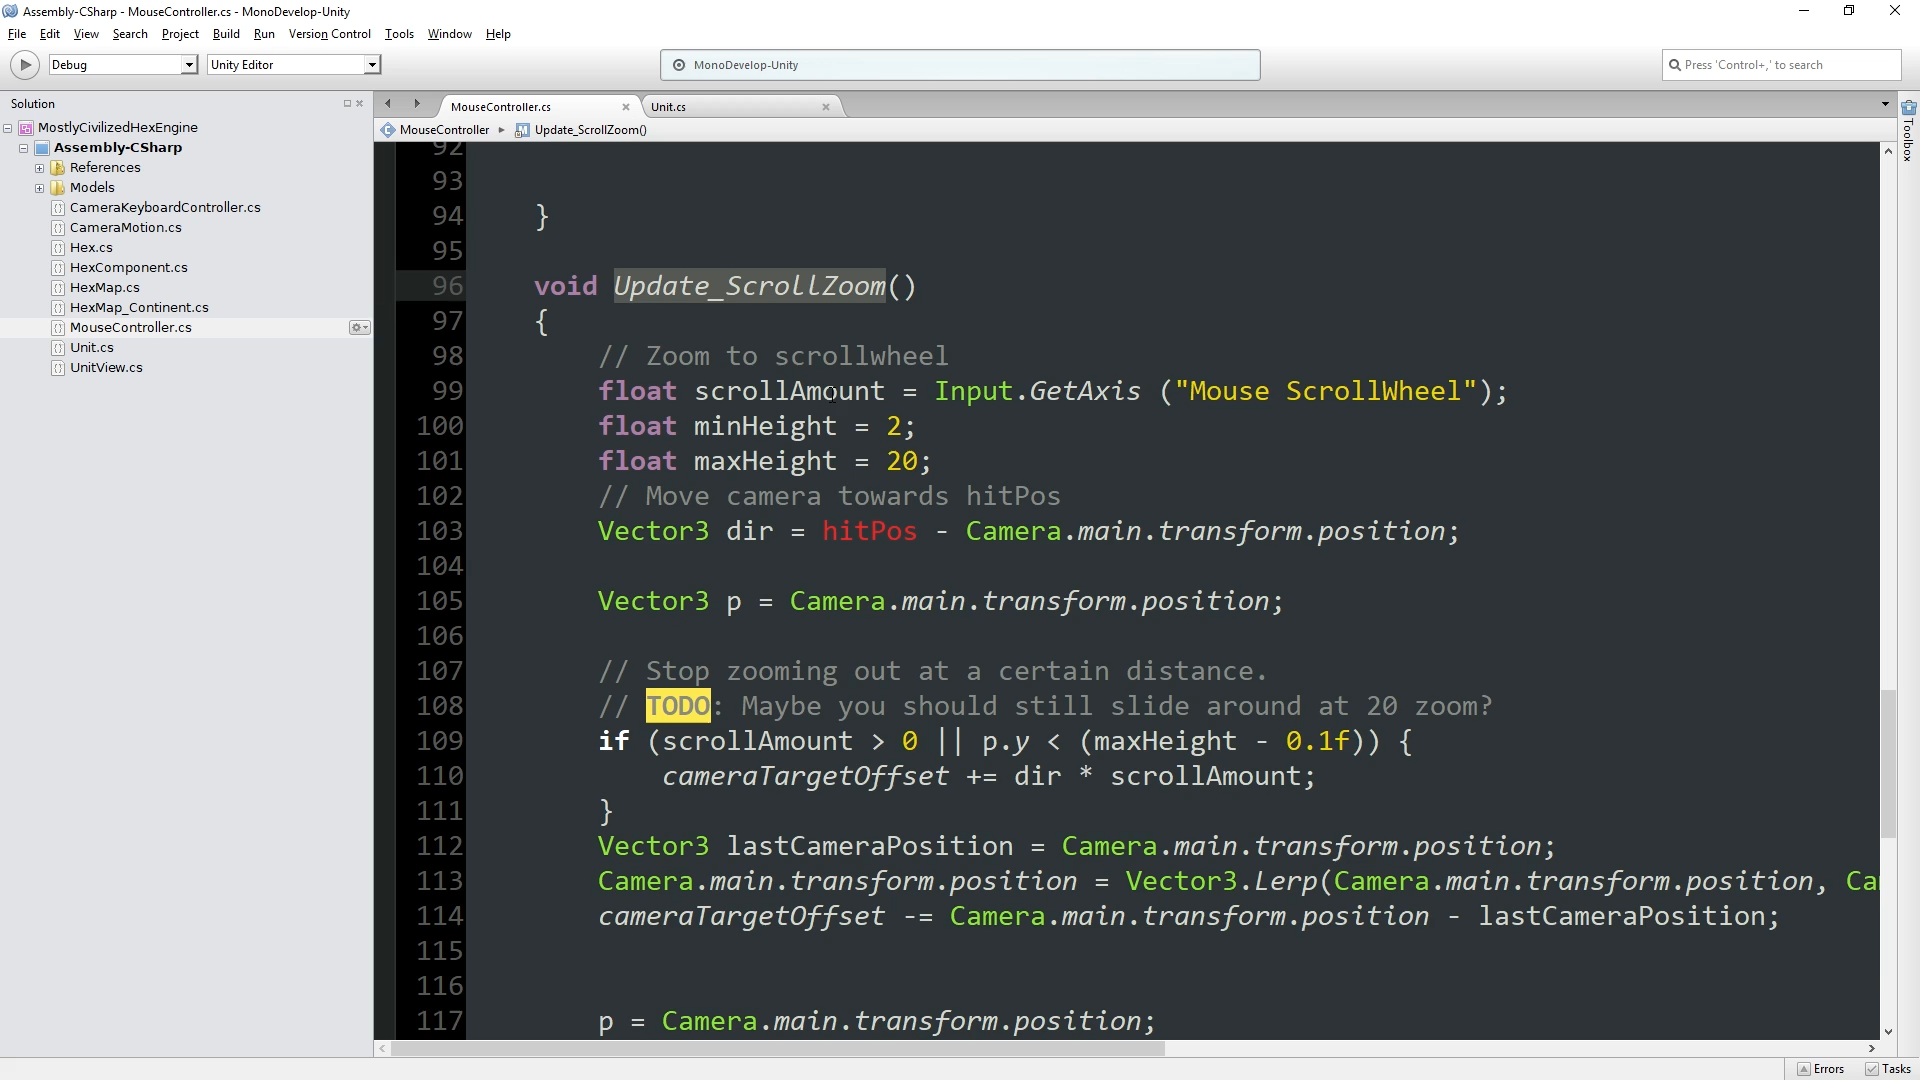 Assembly-CSharp - MouseController.cs - MonoDevelop-Unity
File Edit View Search Project Build Run Version Control Tools Window Help
Debug Unity Editor MonoDevelop-Unity Press 'Control+,' to search
Solution
MostlyCivilizedHexEngine
Assembly-CSharp
References
Models
CameraKeyboardController.cs
CameraMotion.cs
Hex.cs
HexComponent.cs
HexMap.cs
HexMap_Continent.cs
MouseController.cs
Unit.cs
UnitView.cs
MouseController.cs Unit.cs
MouseController Update_ScrollZoom()
Toolbox
92
93
94 }
95
96 void Update_ScrollZoom()
97 {
98 // Zoom to scrollwheel
99 float scrollAmount = Input.GetAxis ("Mouse ScrollWheel");
100 float minHeight = 2;
101 float maxHeight = 20;
102 // Move camera towards hitPos
103 Vector3 dir = hitPos - Camera.main.transform.position;
104
105 Vector3 p = Camera.main.transform.position;
106
107 // Stop zooming out at a certain distance.
108 // TODO: Maybe you should still slide around at 20 zoom?
109 if (scrollAmount > 0 || p.y < (maxHeight - 0.1f)) {
110 cameraTargetOffset += dir * scrollAmount;
111 }
112 Vector3 lastCameraPosition = Camera.main.transform.position;
113 Camera.main.transform.position = Vector3.Lerp(Camera.main.transform.position, Ca
114 cameraTargetOffset -= Camera.main.transform.position - lastCameraPosition;
115
116
117 p = Camera.main.transform.position;
Errors Tasks